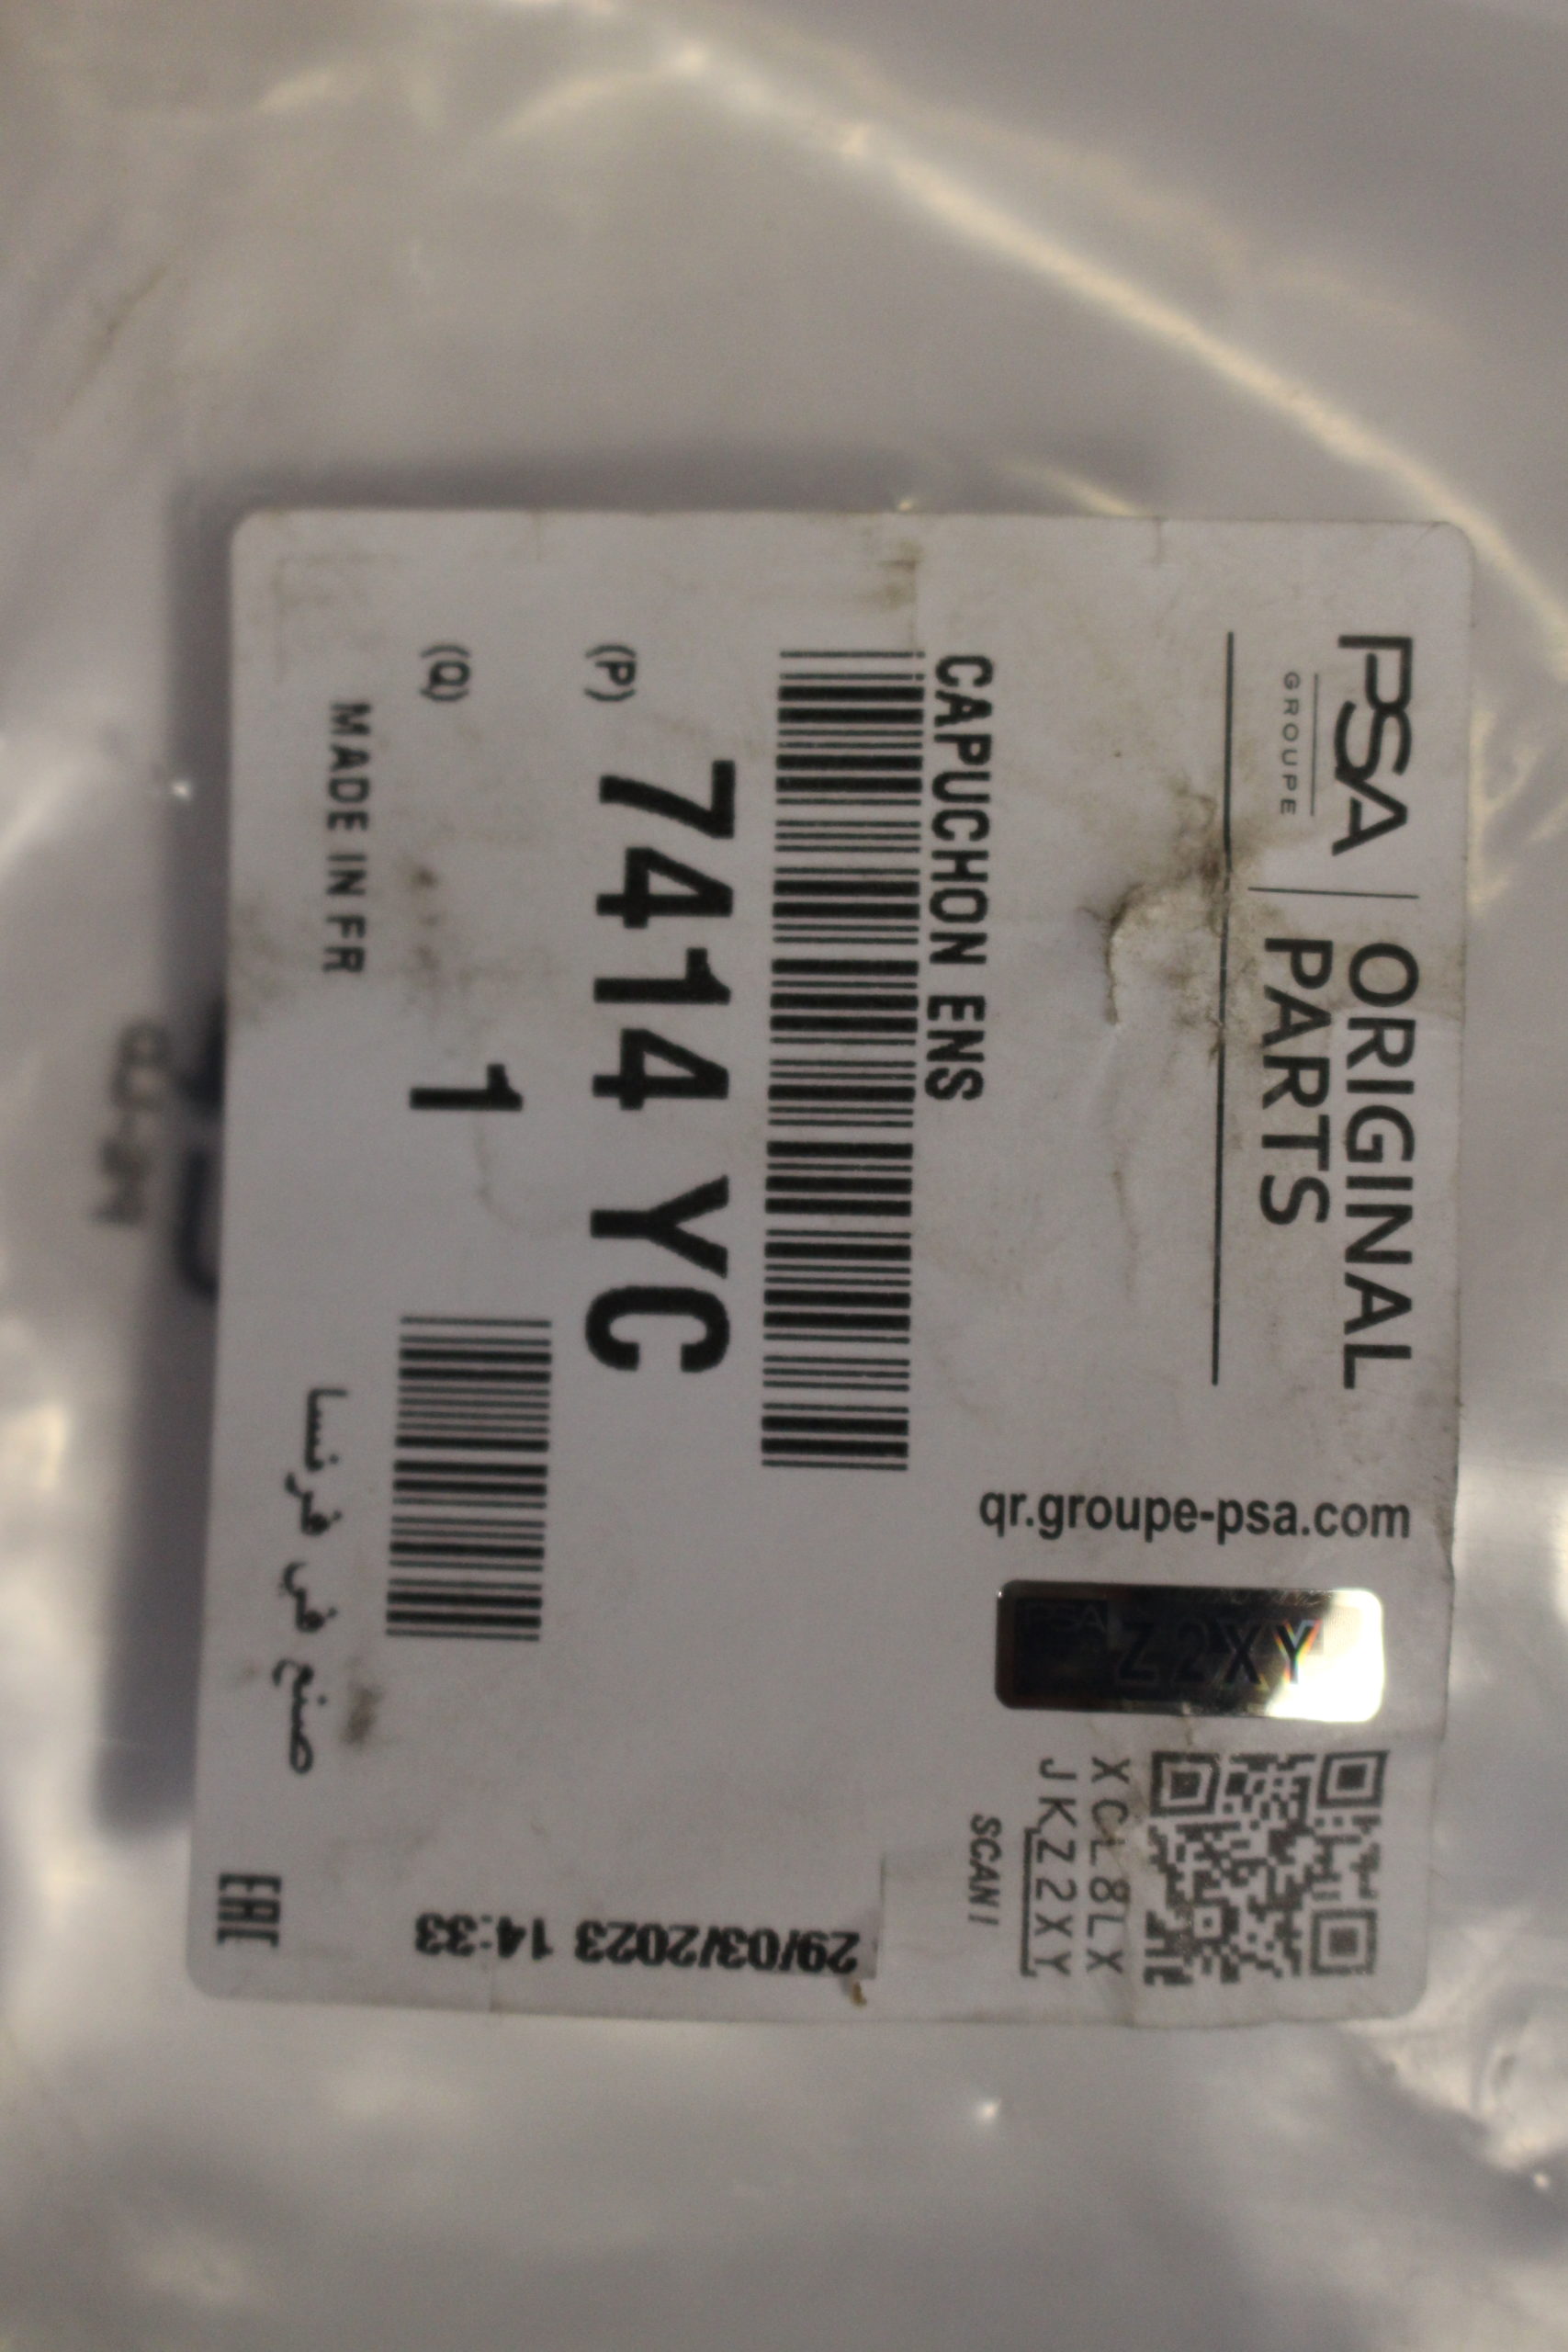 PSA
GROUPE
ORIGINAL
PARTS
qr.groupe-psa.com
Z2XY
XCL8LX
JKZ2XY
SCAN !
CAPUCHON ENS
(P) 7414 YC
(Q) 1
29/03/2023 14:33
MADE IN FR
صنع في فرنسا
EAC